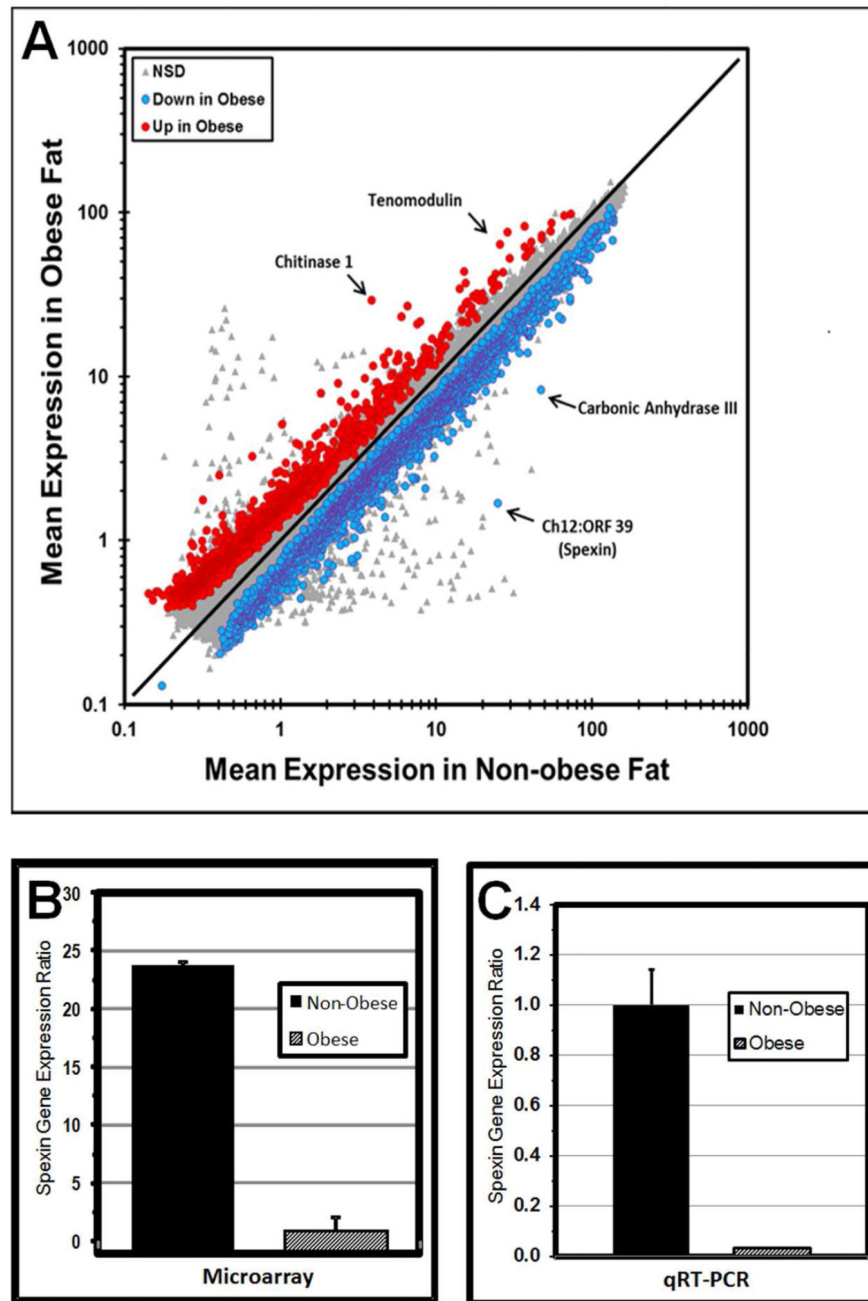 A
1000
100
10
1
0.1
0.1
1
10
100
1000
Mean Expression in Obese Fat
Mean Expression in Non-obese Fat
NSD
Down in Obese
Up in Obese
Tenomodulin
Chitinase 1
Carbonic Anhydrase III
Ch12:ORF 39
(Spexin)
B
30
25
20
15
10
5
0
Spexin Gene Expression Ratio
Non-Obese
Obese
Microarray
C
1.4
1.2
1.0
0.8
0.6
0.4
0.2
0.0
Spexin Gene Expression Ratio
Non-Obese
Obese
qRT-PCR